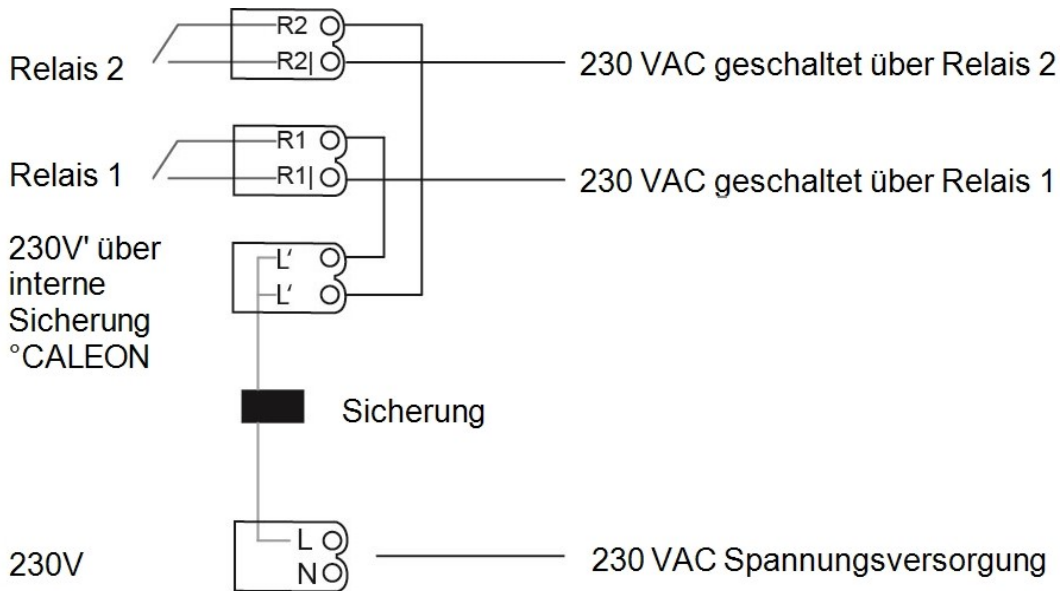 R2
R2|
Relais 2
230 VAC geschaltet über Relais 2
R1
R1|
Relais 1
230 VAC geschaltet über Relais 1
230V' über
interne
Sicherung
°CALEON
L'
L'
Sicherung
230V
L
N
230 VAC Spannungsversorgung